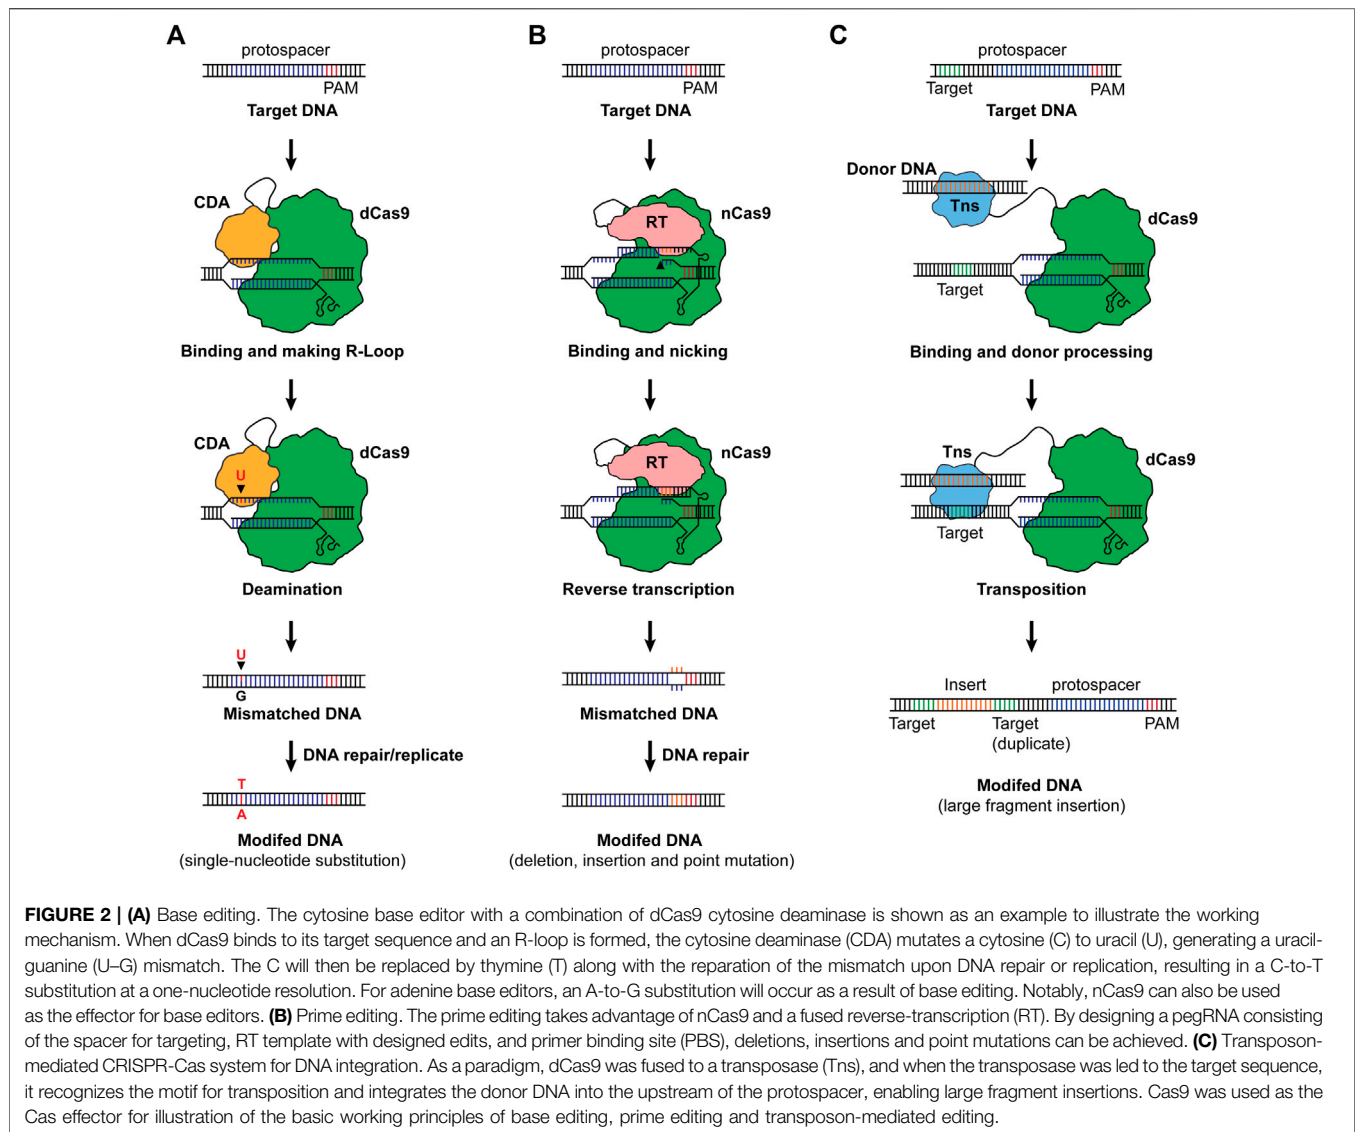 A
protospacer
PAM
Target DNA
CDA
dCas9
Binding and making R-Loop
CDA
dCas9
U
Deamination
U
G
Mismatched DNA
DNA repair/replicate
T
A
Modifed DNA
(single-nucleotide substitution)
B
protospacer
PAM
Target DNA
RT
nCas9
Binding and nicking
RT
nCas9
Reverse transcription
Mismatched DNA
DNA repair
Modifed DNA
(deletion, insertion and point mutation)
C
protospacer
Target
PAM
Target DNA
Donor DNA
Tns
dCas9
Target
Binding and donor processing
Tns
dCas9
Target
Transposition
Insert
protospacer
Target
Target
PAM
(duplicate)
Modifed DNA
(large fragment insertion)
FIGURE 2 | (A) Base editing. The cytosine base editor with a combination of dCas9 cytosine deaminase is shown as an example to illustrate the working
mechanism. When dCas9 binds to its target sequence and an R-loop is formed, the cytosine deaminase (CDA) mutates a cytosine (C) to uracil (U), generating a uracil-
guanine (U–G) mismatch. The C will then be replaced by thymine (T) along with the reparation of the mismatch upon DNA repair or replication, resulting in a C-to-T
substitution at a one-nucleotide resolution. For adenine base editors, an A-to-G substitution will occur as a result of base editing. Notably, nCas9 can also be used
as the effector for base editors. (B) Prime editing. The prime editing takes advantage of nCas9 and a fused reverse-transcription (RT). By designing a pegRNA consisting
of the spacer for targeting, RT template with designed edits, and primer binding site (PBS), deletions, insertions and point mutations can be achieved. (C) Transposon-
mediated CRISPR-Cas system for DNA integration. As a paradigm, dCas9 was fused to a transposase (Tns), and when the transposase was led to the target sequence,
it recognizes the motif for transposition and integrates the donor DNA into the upstream of the protospacer, enabling large fragment insertions. Cas9 was used as the
Cas effector for illustration of the basic working principles of base editing, prime editing and transposon-mediated editing.